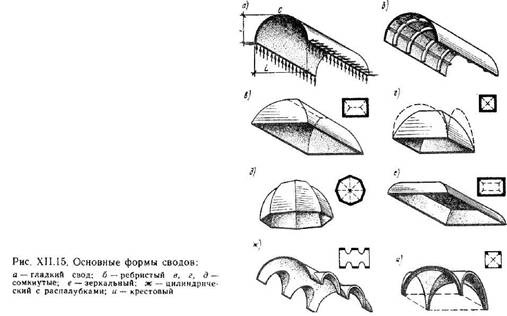 а)
С
б)
L
в)
г)
д)
е)
ж)
и)
Рис. XII.15. Основные формы сводов:
а — гладкий свод; б — ребристый в, г, д —
сомкнутые; е — зеркальный; ж — цилиндриче-
ский с распалубками; и — крестовый